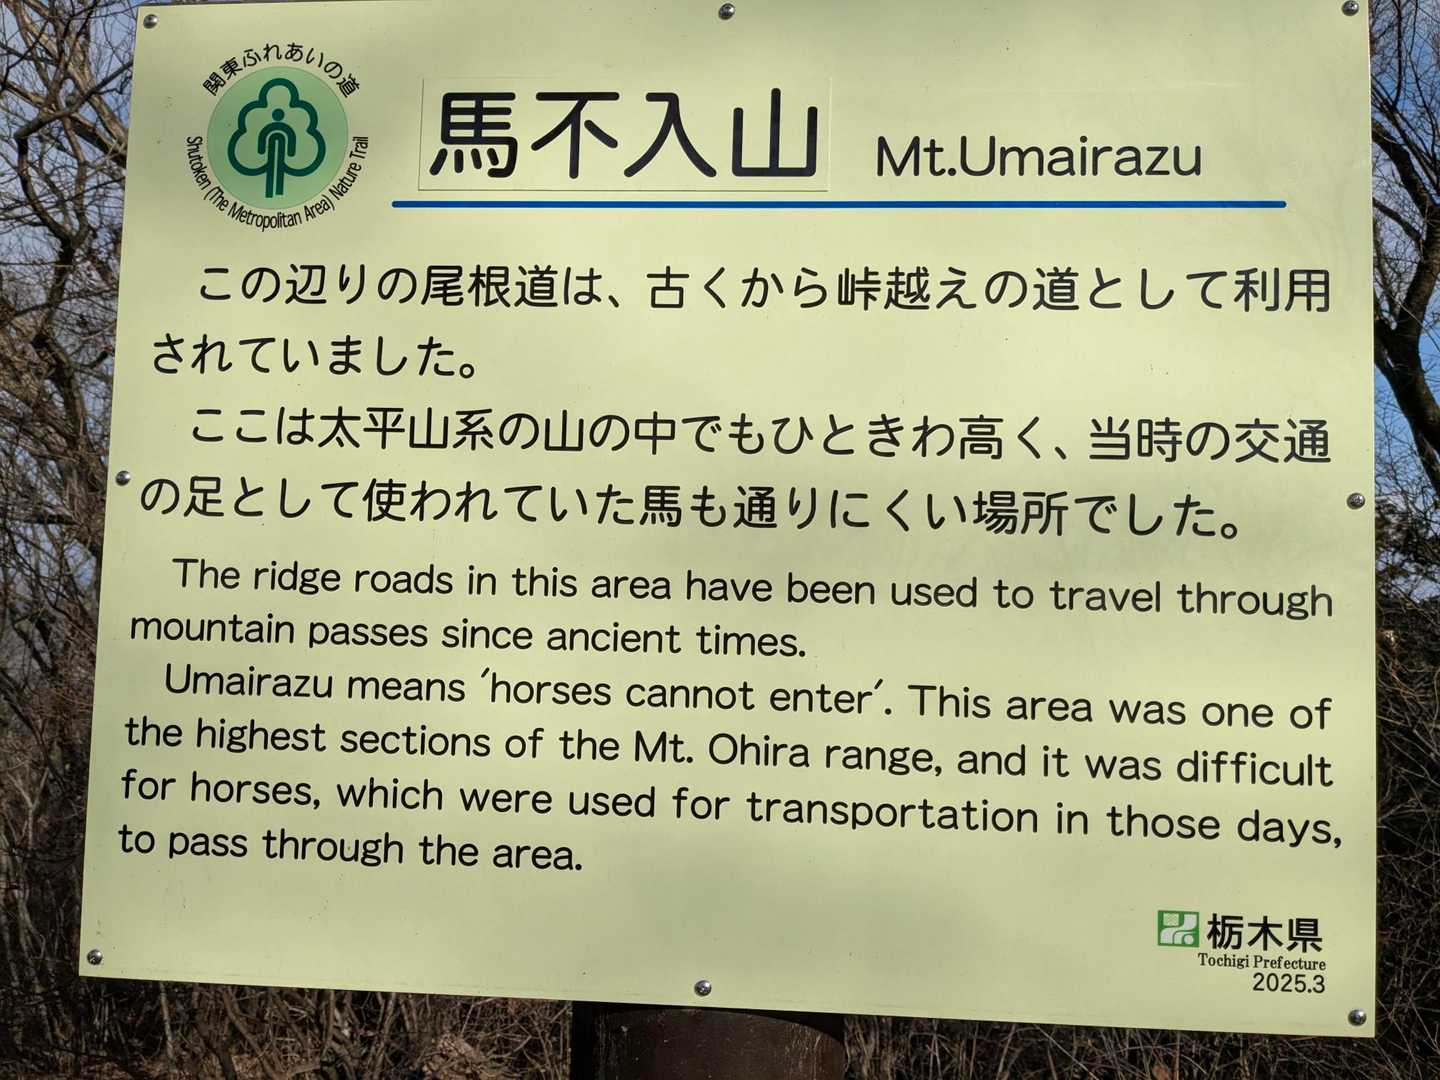 関東ふれあいの道
Shutoken (The Metropolitan Area) Nature Trail
馬不入山 Mt.Umairazu
この辺りの尾根道は、古くから峠越えの道として利用
されていました。
ここは太平山系の山の中でもひときわ高く、当時の交通
の足として使われていた馬も通りにくい場所でした。
The ridge roads in this area have been used to travel through
mountain passes since ancient times.
Umairazu means 'horses cannot enter'. This area was one of
the highest sections of the Mt. Ohira range, and it was difficult
for horses, which were used for transportation in those days,
to pass through the area.
栃木県
Tochigi Prefecture
2025.3